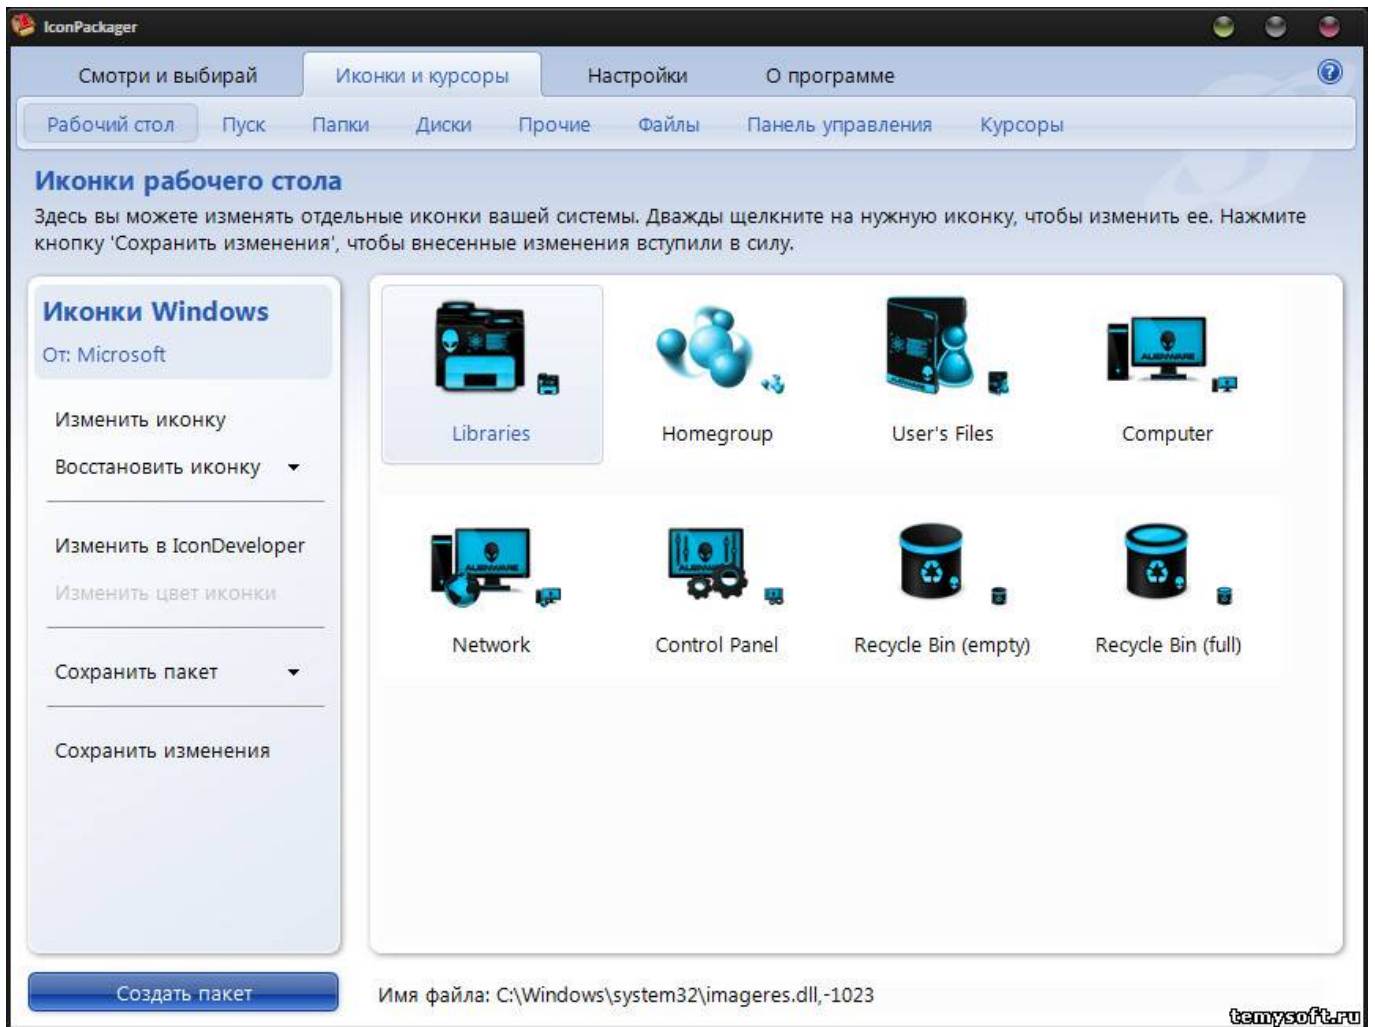 IconPackager
Смотри и выбирай Иконки и курсоры Настройки О программе
Рабочий стол Пуск Папки Диски Прочие Файлы Панель управления Курсоры
Иконки рабочего стола
Здесь вы можете изменять отдельные иконки вашей системы. Дважды щелкните на нужную иконку, чтобы изменить ее. Нажмите
кнопку 'Сохранить изменения', чтобы внесенные изменения вступили в силу.
Иконки Windows
От: Microsoft
Изменить иконку
Восстановить иконку
Изменить в IconDeveloper
Изменить цвет иконки
Сохранить пакет
Сохранить изменения
Создать пакет
ALIENWARE
Libraries Homegroup User's Files Computer
ALIENWARE ALIENWARE
Network Control Panel Recycle Bin (empty) Recycle Bin (full)
Имя файла: C:\Windows\system32\imageres.dll,-1023
temysoft.ru